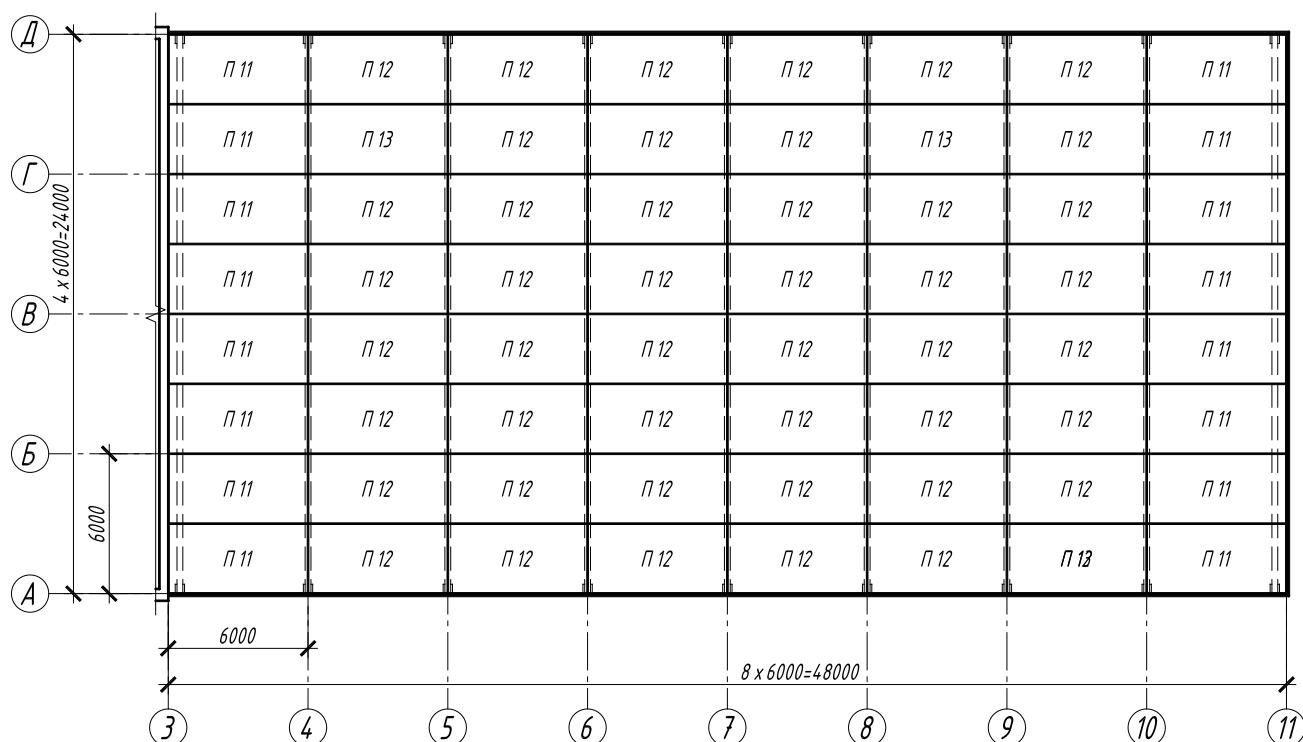 Д
П 11 П 12 П 12 П 12 П 12 П 12 П 12 П 11
П 11 П 13 П 12 П 12 П 12 П 13 П 12 П 11
Г
4 x 6000=24000
П 11 П 12 П 12 П 12 П 12 П 12 П 12 П 11
П 11 П 12 П 12 П 12 П 12 П 12 П 12 П 11
В
П 11 П 12 П 12 П 12 П 12 П 12 П 12 П 11
П 11 П 12 П 12 П 12 П 12 П 12 П 12 П 11
Б
6000
П 11 П 12 П 12 П 12 П 12 П 12 П 12 П 11
П 11 П 12 П 12 П 12 П 12 П 12 П 11
А
6000
8 x 6000=48000
3 4 5 6 7 8 9 10 11